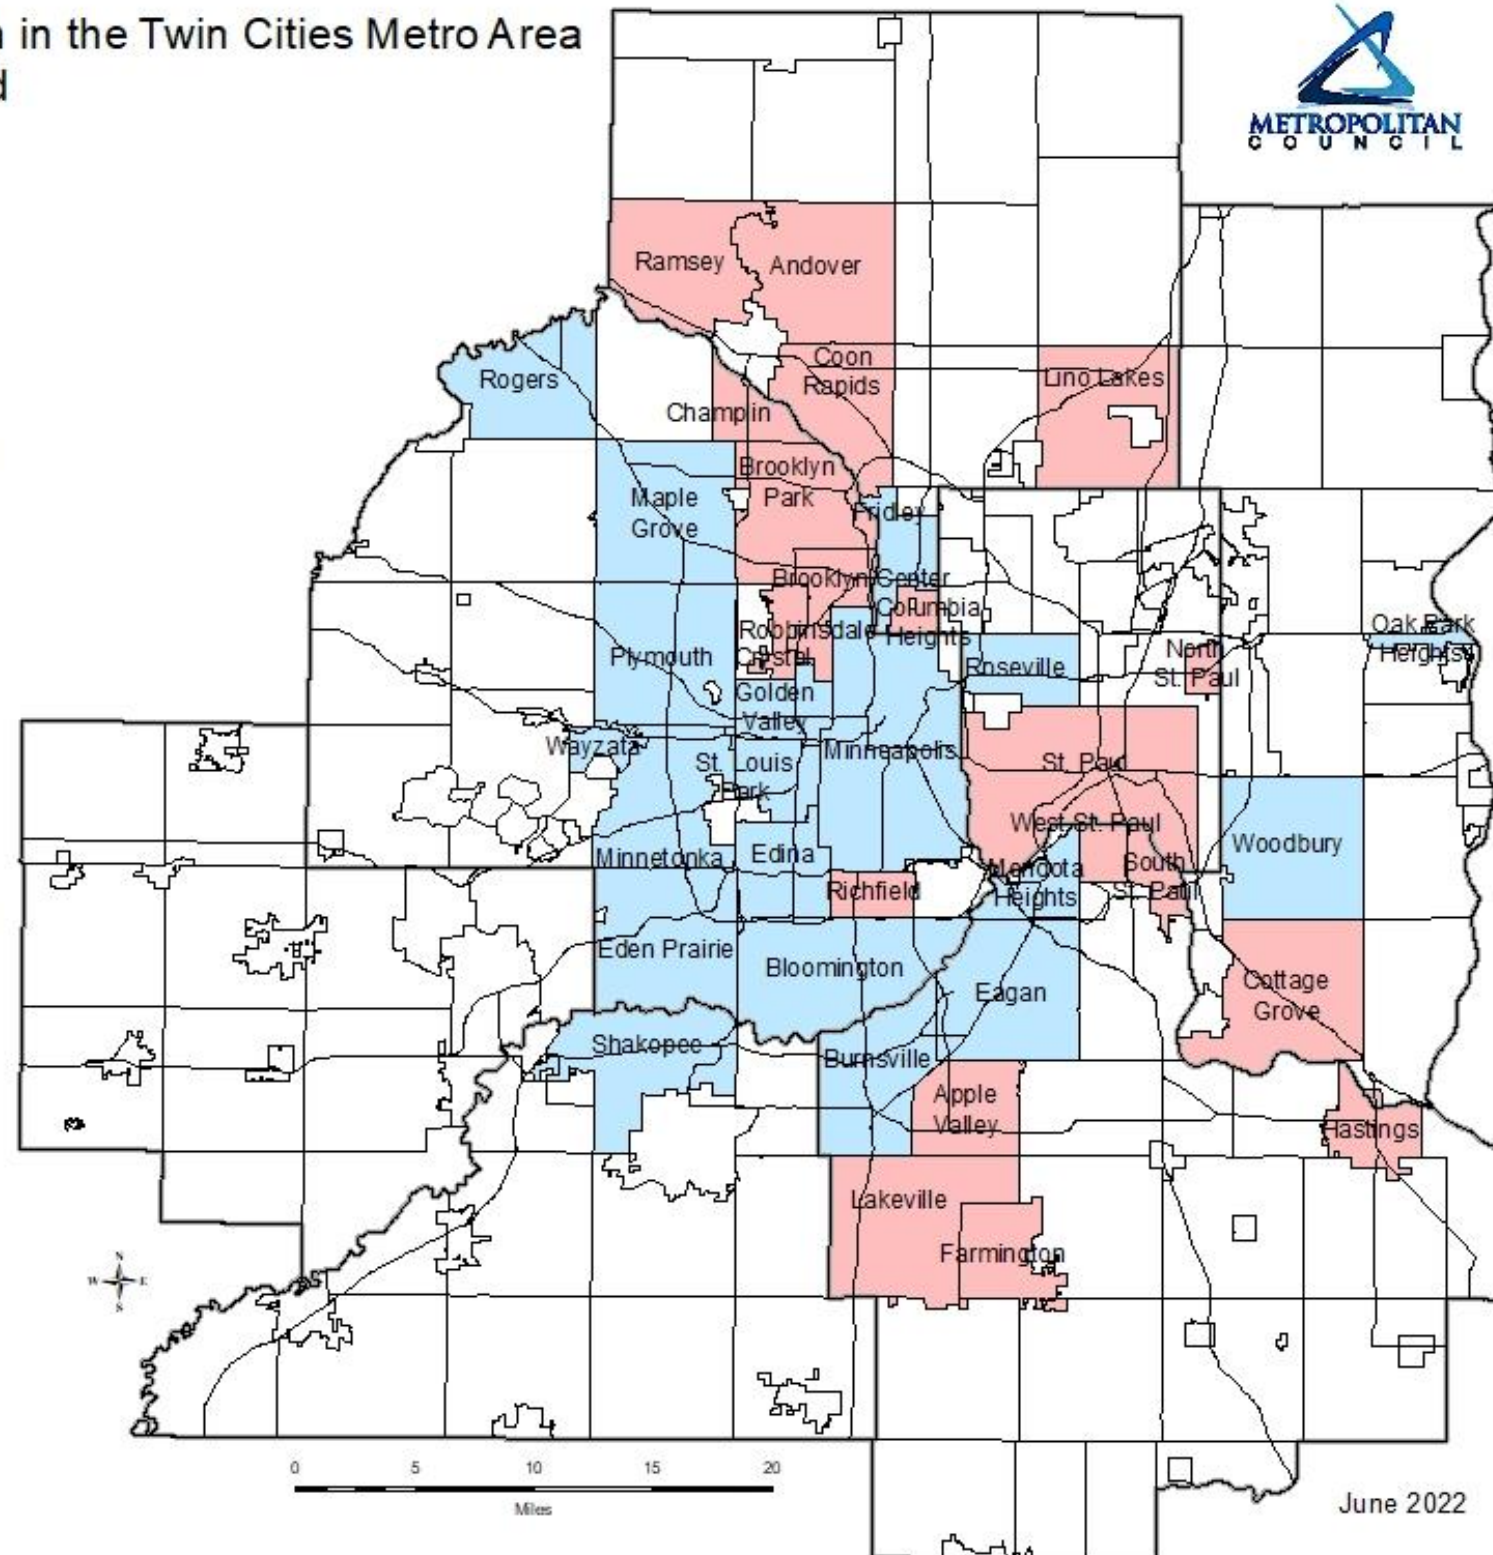 in the Twin Cities Metro Area
METROPOLITAN
COUNCIL
Ramsey
Andover
Coon
Rapids
Rogers
Lino Lakes
Champlin
Brooklyn
Park
Maple
Grove
Fridley
Brooklyn Center
Columbia
Heights
Robbinsdale
Crystal
Oak Park
Heights
North
St. Paul
Plymouth
Roseville
Golden
Valley
Wayzata
St. Louis
Park
Minneapolis
St. Paul
West St. Paul
Woodbury
Minnetonka
Edina
Mendota
Heights
South
St. Paul
Richfield
Eden Prairie
Bloomington
Eagan
Cottage
Grove
Shakopee
Burnsville
Apple
Valley
Hastings
Lakeville
Farmington
N
W E
S
0 5 10 15 20
Miles
June 2022